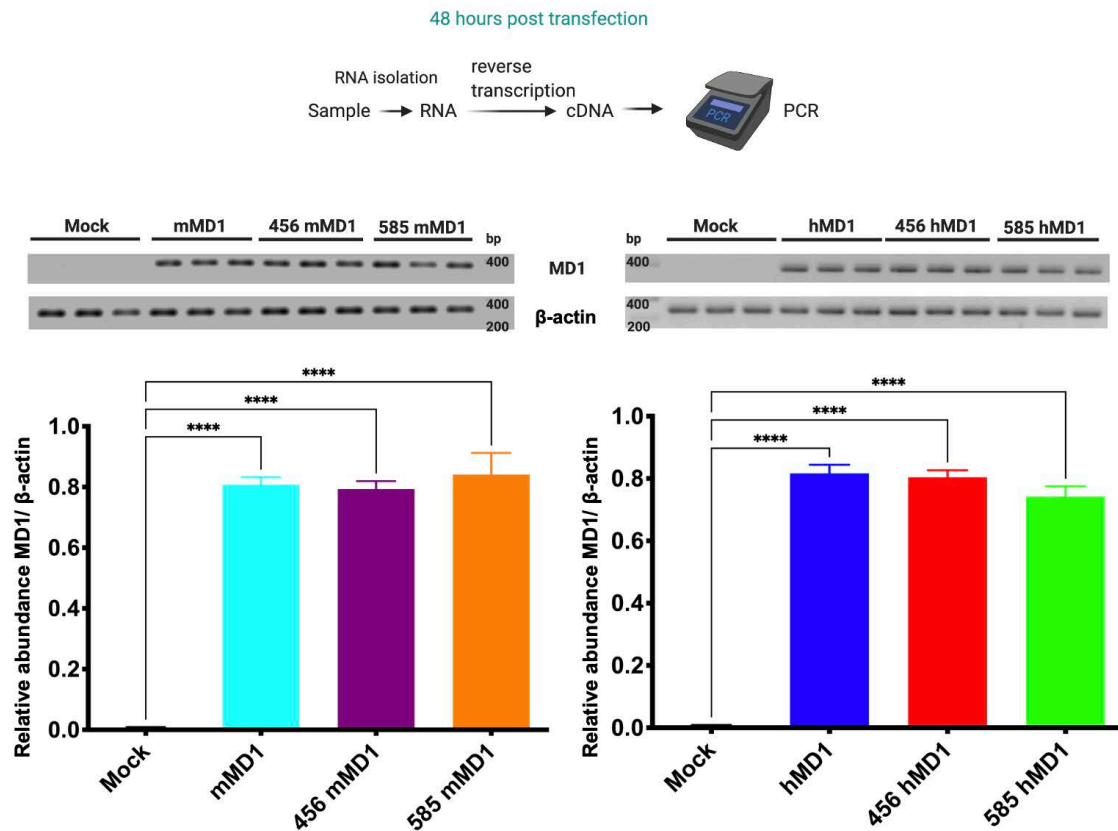 48 hours post transfection
RNA isolation
reverse
transcription
Sample
RNA
cDNA
PCR
PCR
Mock
mMD1
456 mMD1
585 mMD1
bp
400
400
200
MD1
β-actin
bp
Mock
hMD1
456 hMD1
585 hMD1
400
400
200
****
****
****
Relative abundance MD1/ β-actin
1.0
0.8
0.6
0.4
0.2
0.0
Mock
mMD1
456 mMD1
585 mMD1
****
****
****
Relative abundance MD1/ β-actin
1.0
0.8
0.6
0.4
0.2
0.0
Mock
hMD1
456 hMD1
585 hMD1